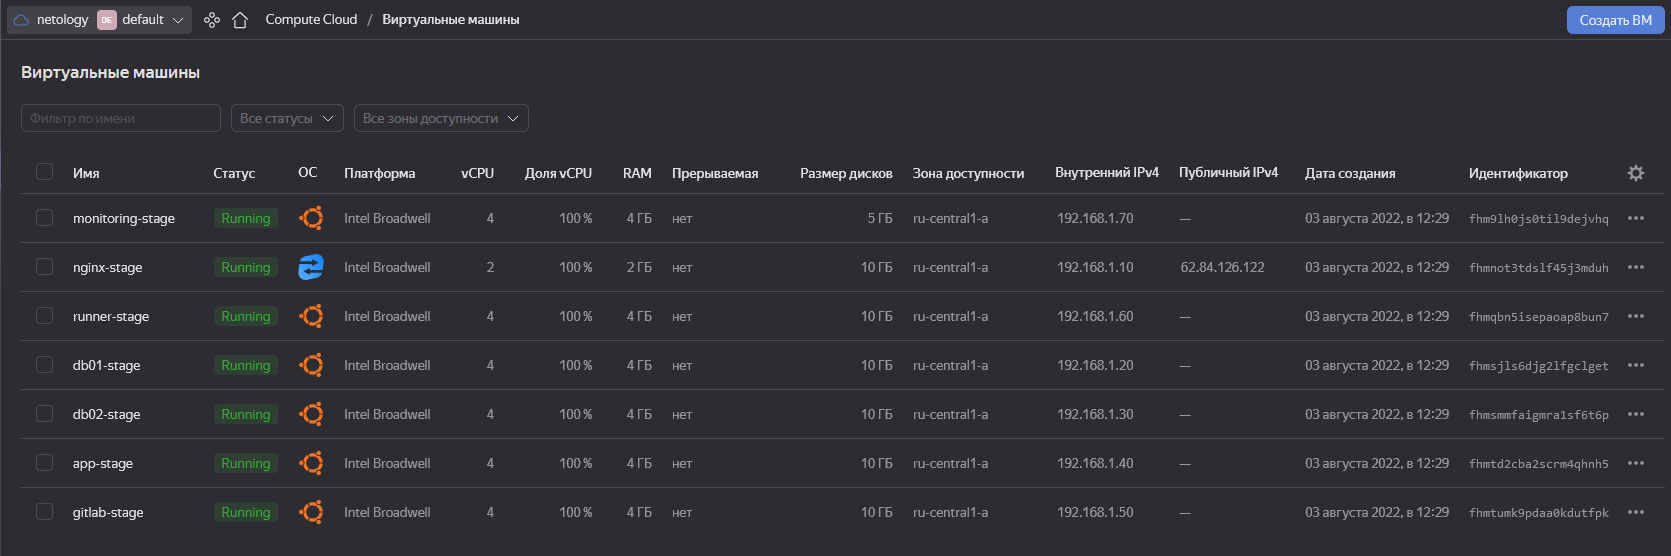 netology DE default Compute Cloud / Виртуальные машины Создать ВМ
Виртуальные машины
Фильтр по имени Все статусы Все зоны доступности
Имя Статус ОС Платформа vCPU Доля vCPU RAM Прерываемая Размер дисков Зона доступности Внутренний IPv4 Публичный IPv4 Дата создания Идентификатор
monitoring-stage Running Intel Broadwell 4 100 % 4 ГБ нет 5 ГБ ru-central1-a 192.168.1.70 — 03 августа 2022, в 12:29 fhm9lh0js0til9dejvhq
nginx-stage Running Intel Broadwell 2 100 % 2 ГБ нет 10 ГБ ru-central1-a 192.168.1.10 62.84.126.122 03 августа 2022, в 12:29 fhmnot3tdslf45j3mduh
runner-stage Running Intel Broadwell 4 100 % 4 ГБ нет 10 ГБ ru-central1-a 192.168.1.60 — 03 августа 2022, в 12:29 fhmqbn5isepaoap8bun7
db01-stage Running Intel Broadwell 4 100 % 4 ГБ нет 10 ГБ ru-central1-a 192.168.1.20 — 03 августа 2022, в 12:29 fhmsjls6djg2lfgclget
db02-stage Running Intel Broadwell 4 100 % 4 ГБ нет 10 ГБ ru-central1-a 192.168.1.30 — 03 августа 2022, в 12:29 fhmsmmfaigmra1sf6t6p
app-stage Running Intel Broadwell 4 100 % 4 ГБ нет 10 ГБ ru-central1-a 192.168.1.40 — 03 августа 2022, в 12:29 fhmtd2cba2scrm4qhnh5
gitlab-stage Running Intel Broadwell 4 100 % 4 ГБ нет 10 ГБ ru-central1-a 192.168.1.50 — 03 августа 2022, в 12:29 fhmtumk9pdaa0kdutfpk